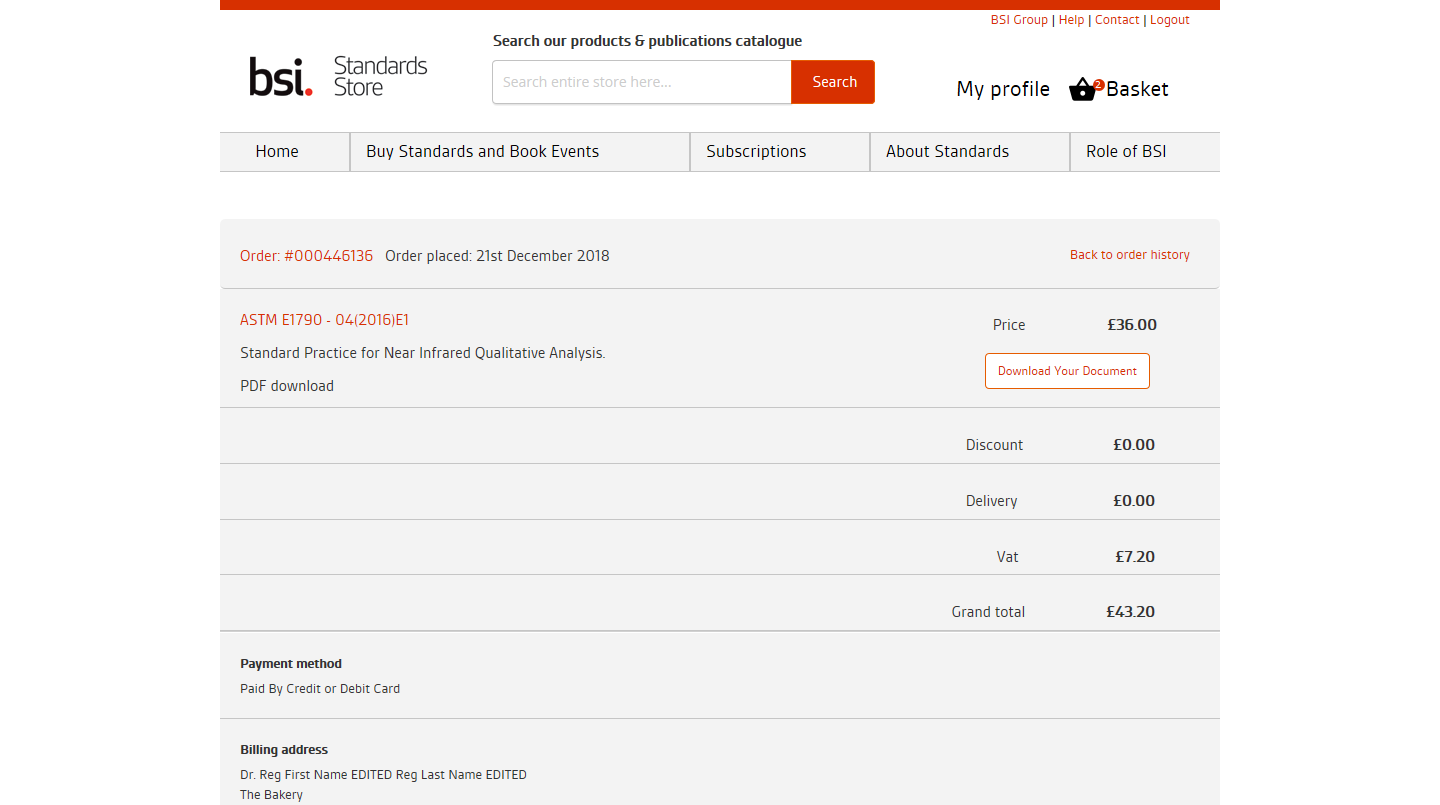 BSI Group | Help | Contact | Logout
Search our products & publications catalogue
bsi. Standards Store
Search entire store here...
Search
My profile
2
Basket
Home
Buy Standards and Book Events
Subscriptions
About Standards
Role of BSI
Order: #000446136 Order placed: 21st December 2018
Back to order history
ASTM E1790 - 04(2016)E1
Price £36.00
Standard Practice for Near Infrared Qualitative Analysis.
Download Your Document
PDF download
Discount £0.00
Delivery £0.00
Vat £7.20
Grand total £43.20
Payment method
Paid By Credit or Debit Card
Billing address
Dr. Reg First Name EDITED Reg Last Name EDITED
The Bakery